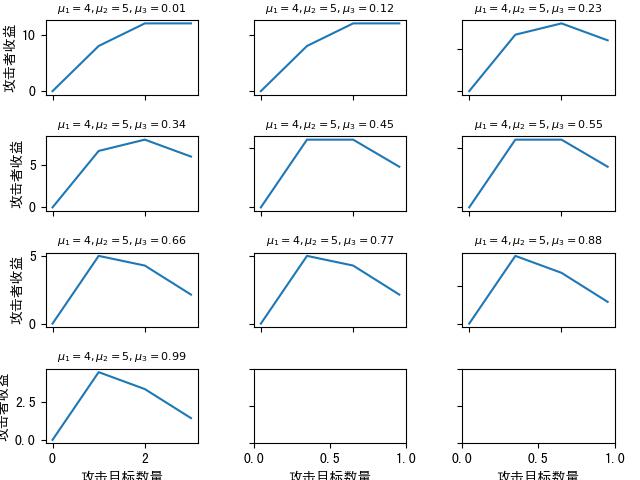 μ₁ = 4, μ₂ = 5, μ₃ = 0.01 μ₁ = 4, μ₂ = 5, μ₃ = 0.12 μ₁ = 4, μ₂ = 5, μ₃ = 0.23
10
0
攻击者收益
μ₁ = 4, μ₂ = 5, μ₃ = 0.34 μ₁ = 4, μ₂ = 5, μ₃ = 0.45 μ₁ = 4, μ₂ = 5, μ₃ = 0.55
5
0
攻击者收益
μ₁ = 4, μ₂ = 5, μ₃ = 0.66 μ₁ = 4, μ₂ = 5, μ₃ = 0.77 μ₁ = 4, μ₂ = 5, μ₃ = 0.88
5
0
攻击者收益
μ₁ = 4, μ₂ = 5, μ₃ = 0.99
2.5
0.0
攻击者收益
0 2 0.0 0.5 1.0 0.0 0.5 1.0
攻击目标数量 攻击目标数量 攻击目标数量